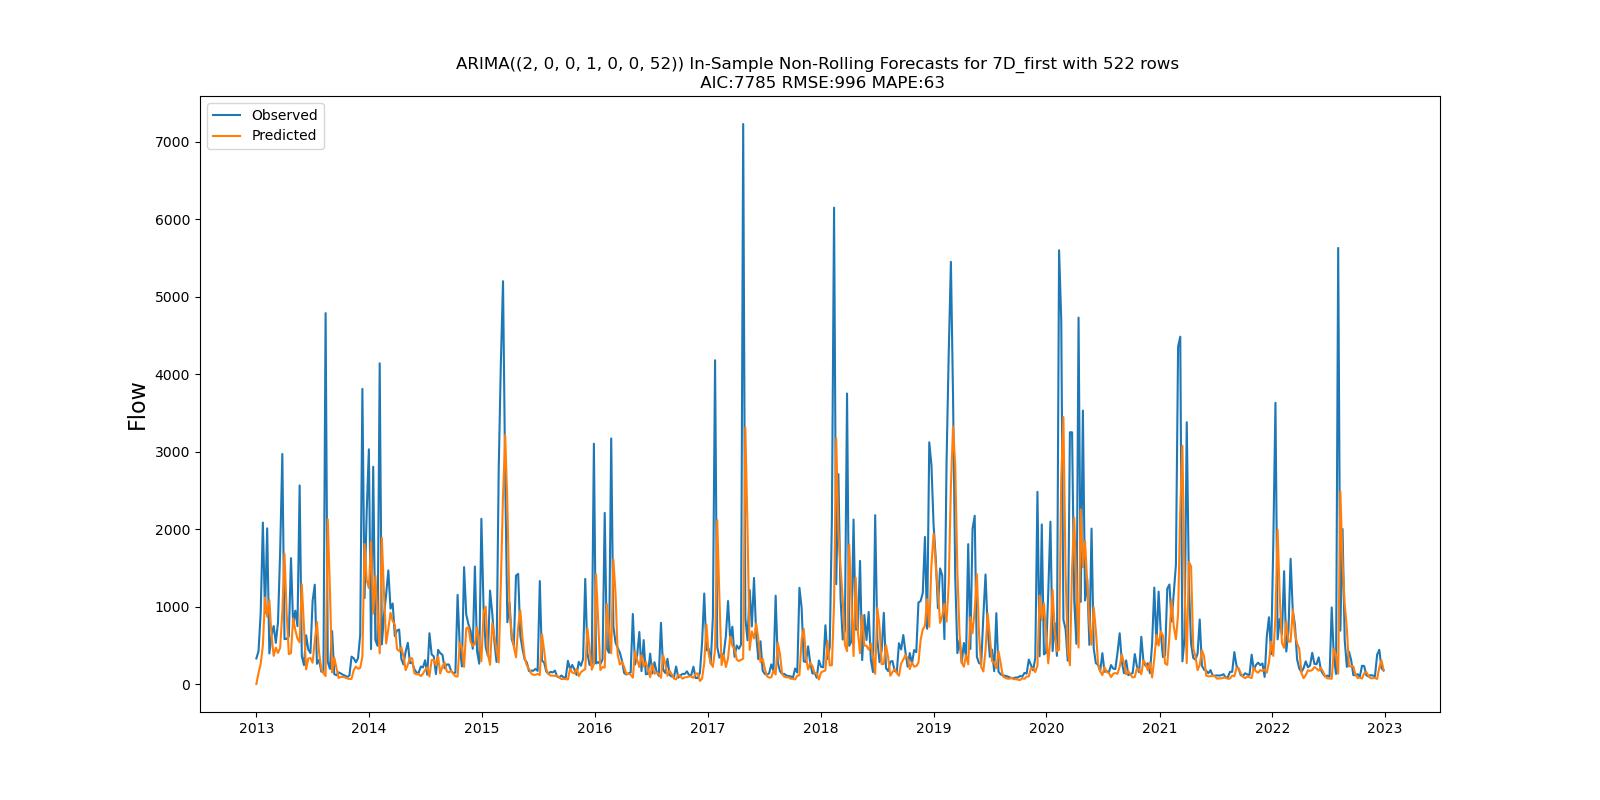 ARIMA((2, 0, 0, 1, 0, 0, 52)) In-Sample Non-Rolling Forecasts for 7D_first with 522 rows
AIC:7785 RMSE:996 MAPE:63
Observed
Predicted
7000
6000
5000
4000
3000
2000
1000
0
Flow
2013 2014 2015 2016 2017 2018 2019 2020 2021 2022 2023